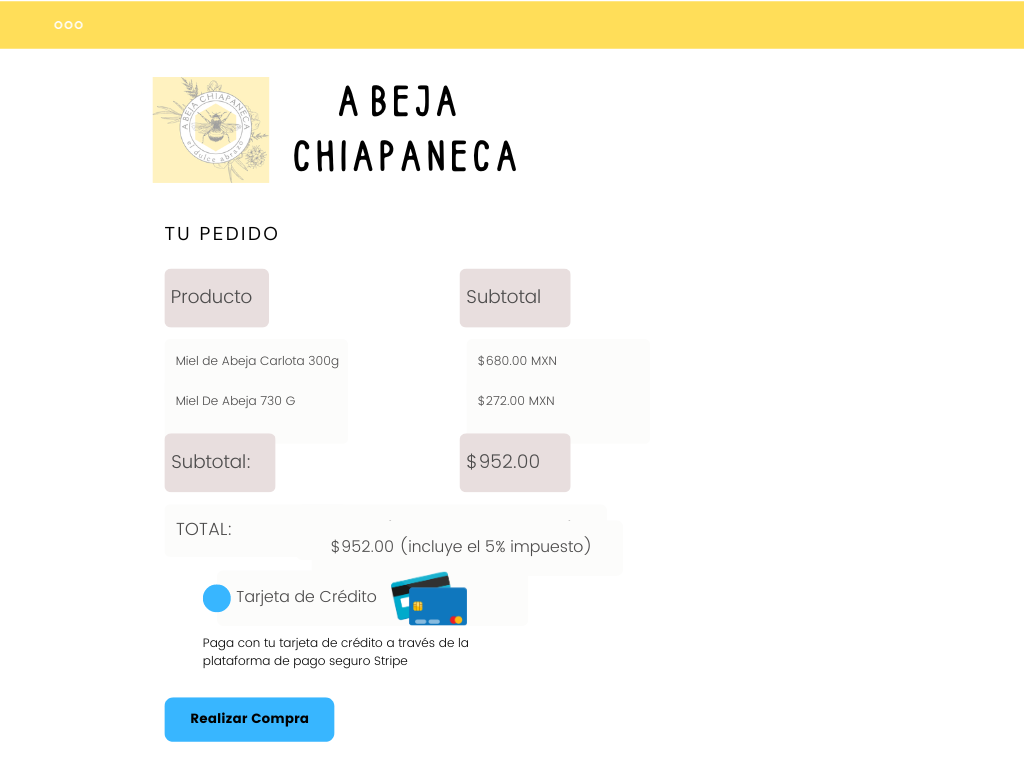 ABEJA CHIAPANECA
el dulce abrazo
A BEJA
CHIAPANECA
TU PEDIDO
Producto Subtotal
Miel de Abeja Carlota 300g $680.00 MXN
Miel De Abeja 730 G $272.00 MXN
Subtotal: $952.00
TOTAL:
$952.00 (incluye el 5% impuesto)
Tarjeta de Crédito
Paga con tu tarjeta de crédito a través de la
plataforma de pago seguro Stripe
Realizar Compra